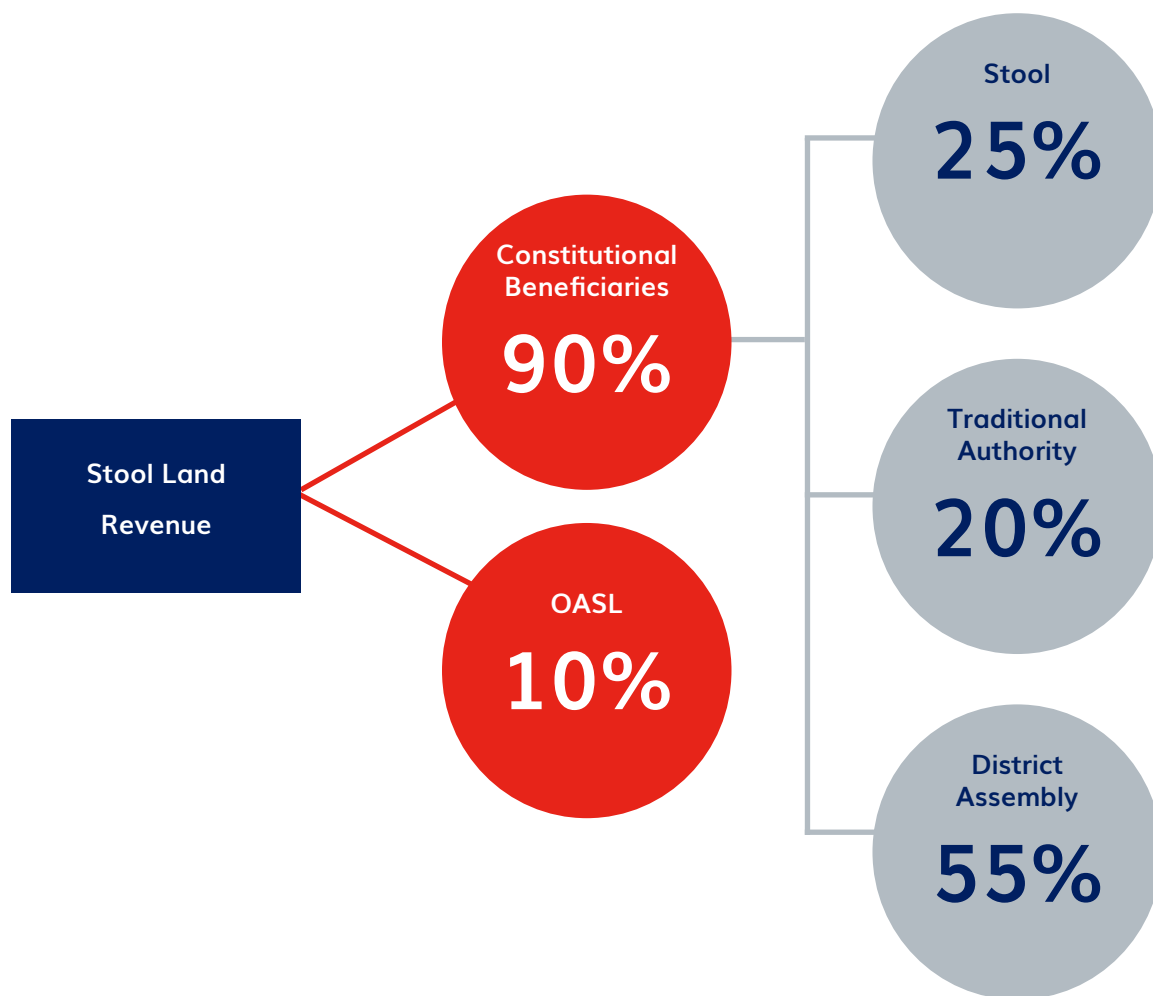 Stool Land
Revenue
Constitutional
Beneficiaries
90%
OASL
10%
Stool
25%
Traditional
Authority
20%
District
Assembly
55%